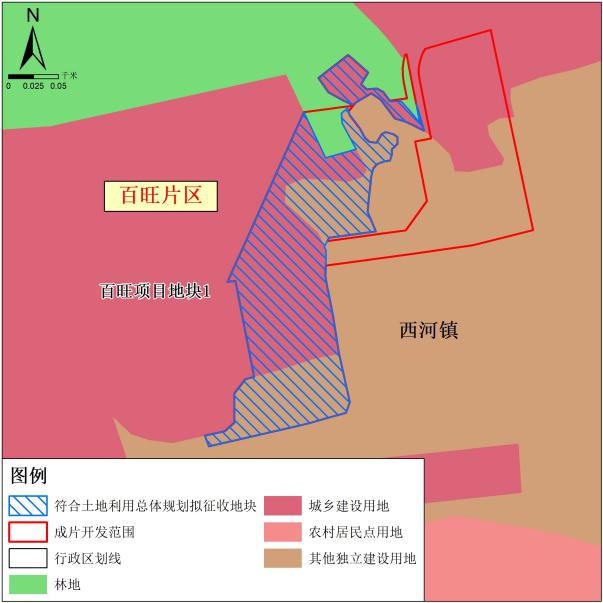 N
千米
0 0.025 0.05
百旺片区
百旺项目地块1
西河镇
图例
符合土地利用总体规划拟征收地块
成片开发范围
行政区划线
林地
城乡建设用地
农村居民点用地
其他独立建设用地